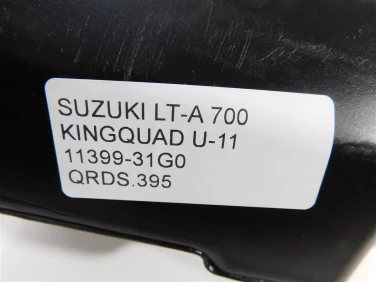 SUZUKI LT-A 700
KINGQUAD U-11
11399-31G0
QRDS.395